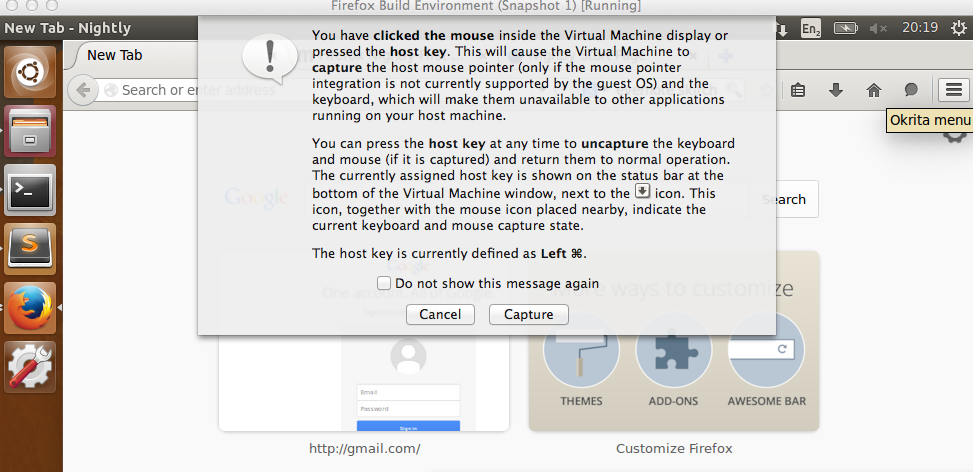 Firefox Build Environment (Snapshot 1) [Running]
New Tab - Nightly
En2
20:19
New Tab
Search or enter address
Okrita menu
You have clicked the mouse inside the Virtual Machine display or
pressed the host key. This will cause the Virtual Machine to
capture the host mouse pointer (only if the mouse pointer
integration is not currently supported by the guest OS) and the
keyboard, which will make them unavailable to other applications
running on your host machine.
You can press the host key at any time to uncapture the keyboard
and mouse (if it is captured) and return them to normal operation.
The currently assigned host key is shown on the status bar at the
bottom of the Virtual Machine window, next to the icon. This
icon, together with the mouse icon placed nearby, indicate the
current keyboard and mouse capture state.
The host key is currently defined as Left ⌘.
Do not show this message again
Cancel
Capture
Google
Search
ways to customize
Email
Password
Sign in
THEMES
ADD-ONS
AWESOME BAR
http://gmail.com/
Customize Firefox